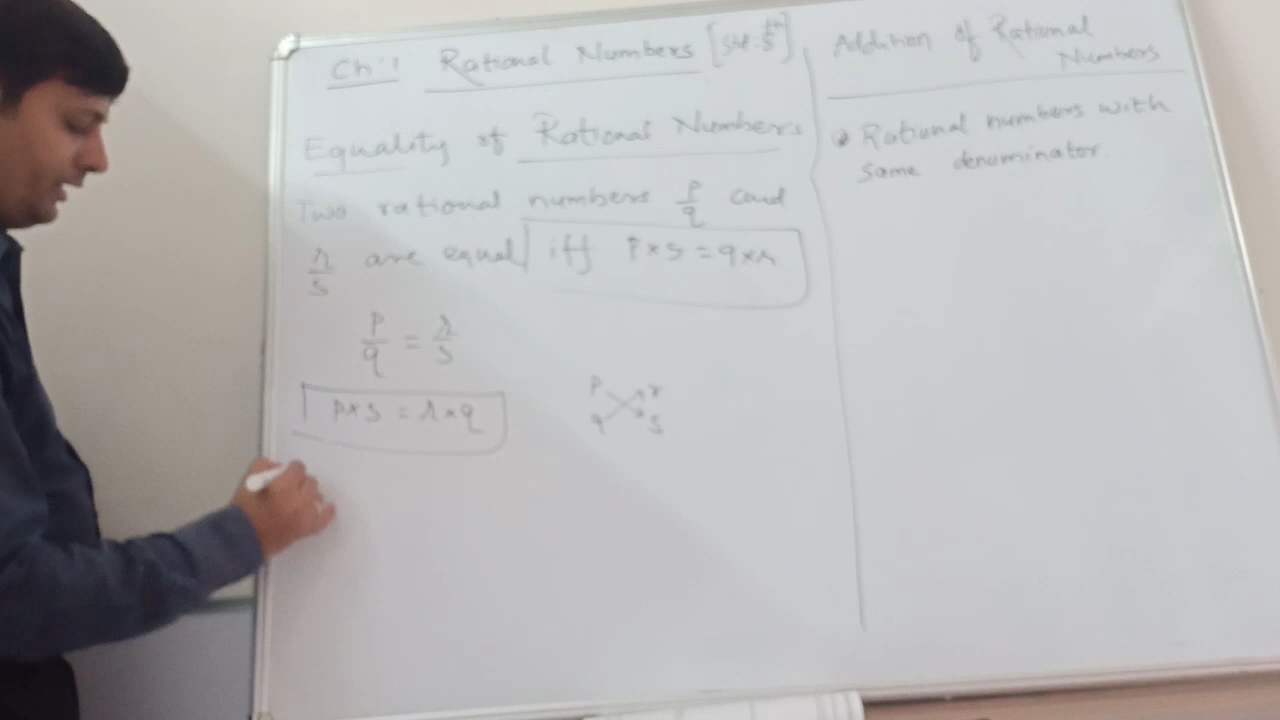 Ch:1 Rational Numbers
Equality of Rational Numbers
Two rational numbers p/q and
r/s are equal iff p×s = q×r
p/q = r/s
p×s = r×q
p r
q s
Addition of Rational
Numbers
Rational numbers with
same denominator.